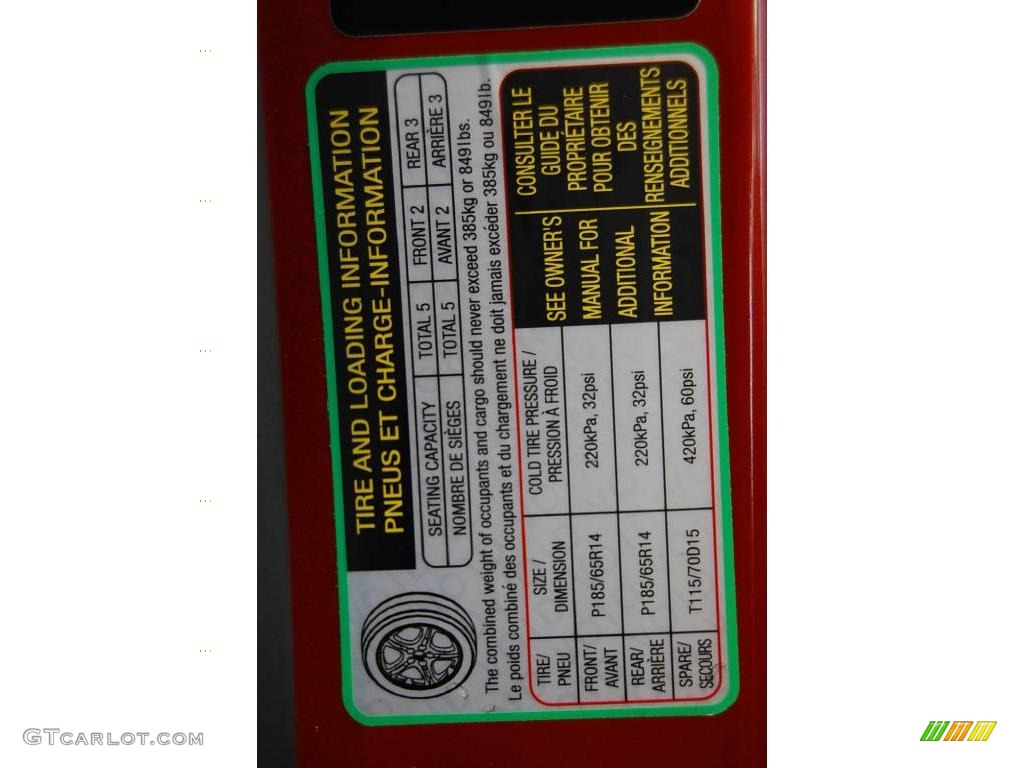 TIRE AND LOADING INFORMATION
PNEUS ET CHARGE-INFORMATION
SEATING CAPACITY TOTAL 5 FRONT 2 REAR 3
NOMBRE DE SIÈGES TOTAL 5 AVANT 2 ARRIÈRE 3
The combined weight of occupants and cargo should never exceed 385kg or 849lbs.
Le poids combiné des occupants et du chargement ne doit jamais excéder 385kg ou 849lb.
TIRE/
PNEU
SIZE /
DIMENSION
COLD TIRE PRESSURE /
PRESSION À FROID
FRONT/
AVANT
P185/65R14
220kPa, 32psi
REAR/
ARRIÈRE
P185/65R14
220kPa, 32psi
SPARE/
SECOURS
T115/70D15
420kPa, 60psi
SEE OWNER'S
MANUAL FOR
ADDITIONAL
INFORMATION
CONSULTER LE
GUIDE DU
PROPRIÉTAIRE
POUR OBTENIR
DES
RENSEIGNEMENTS
ADDITIONNELS
GTCARLOT.COM